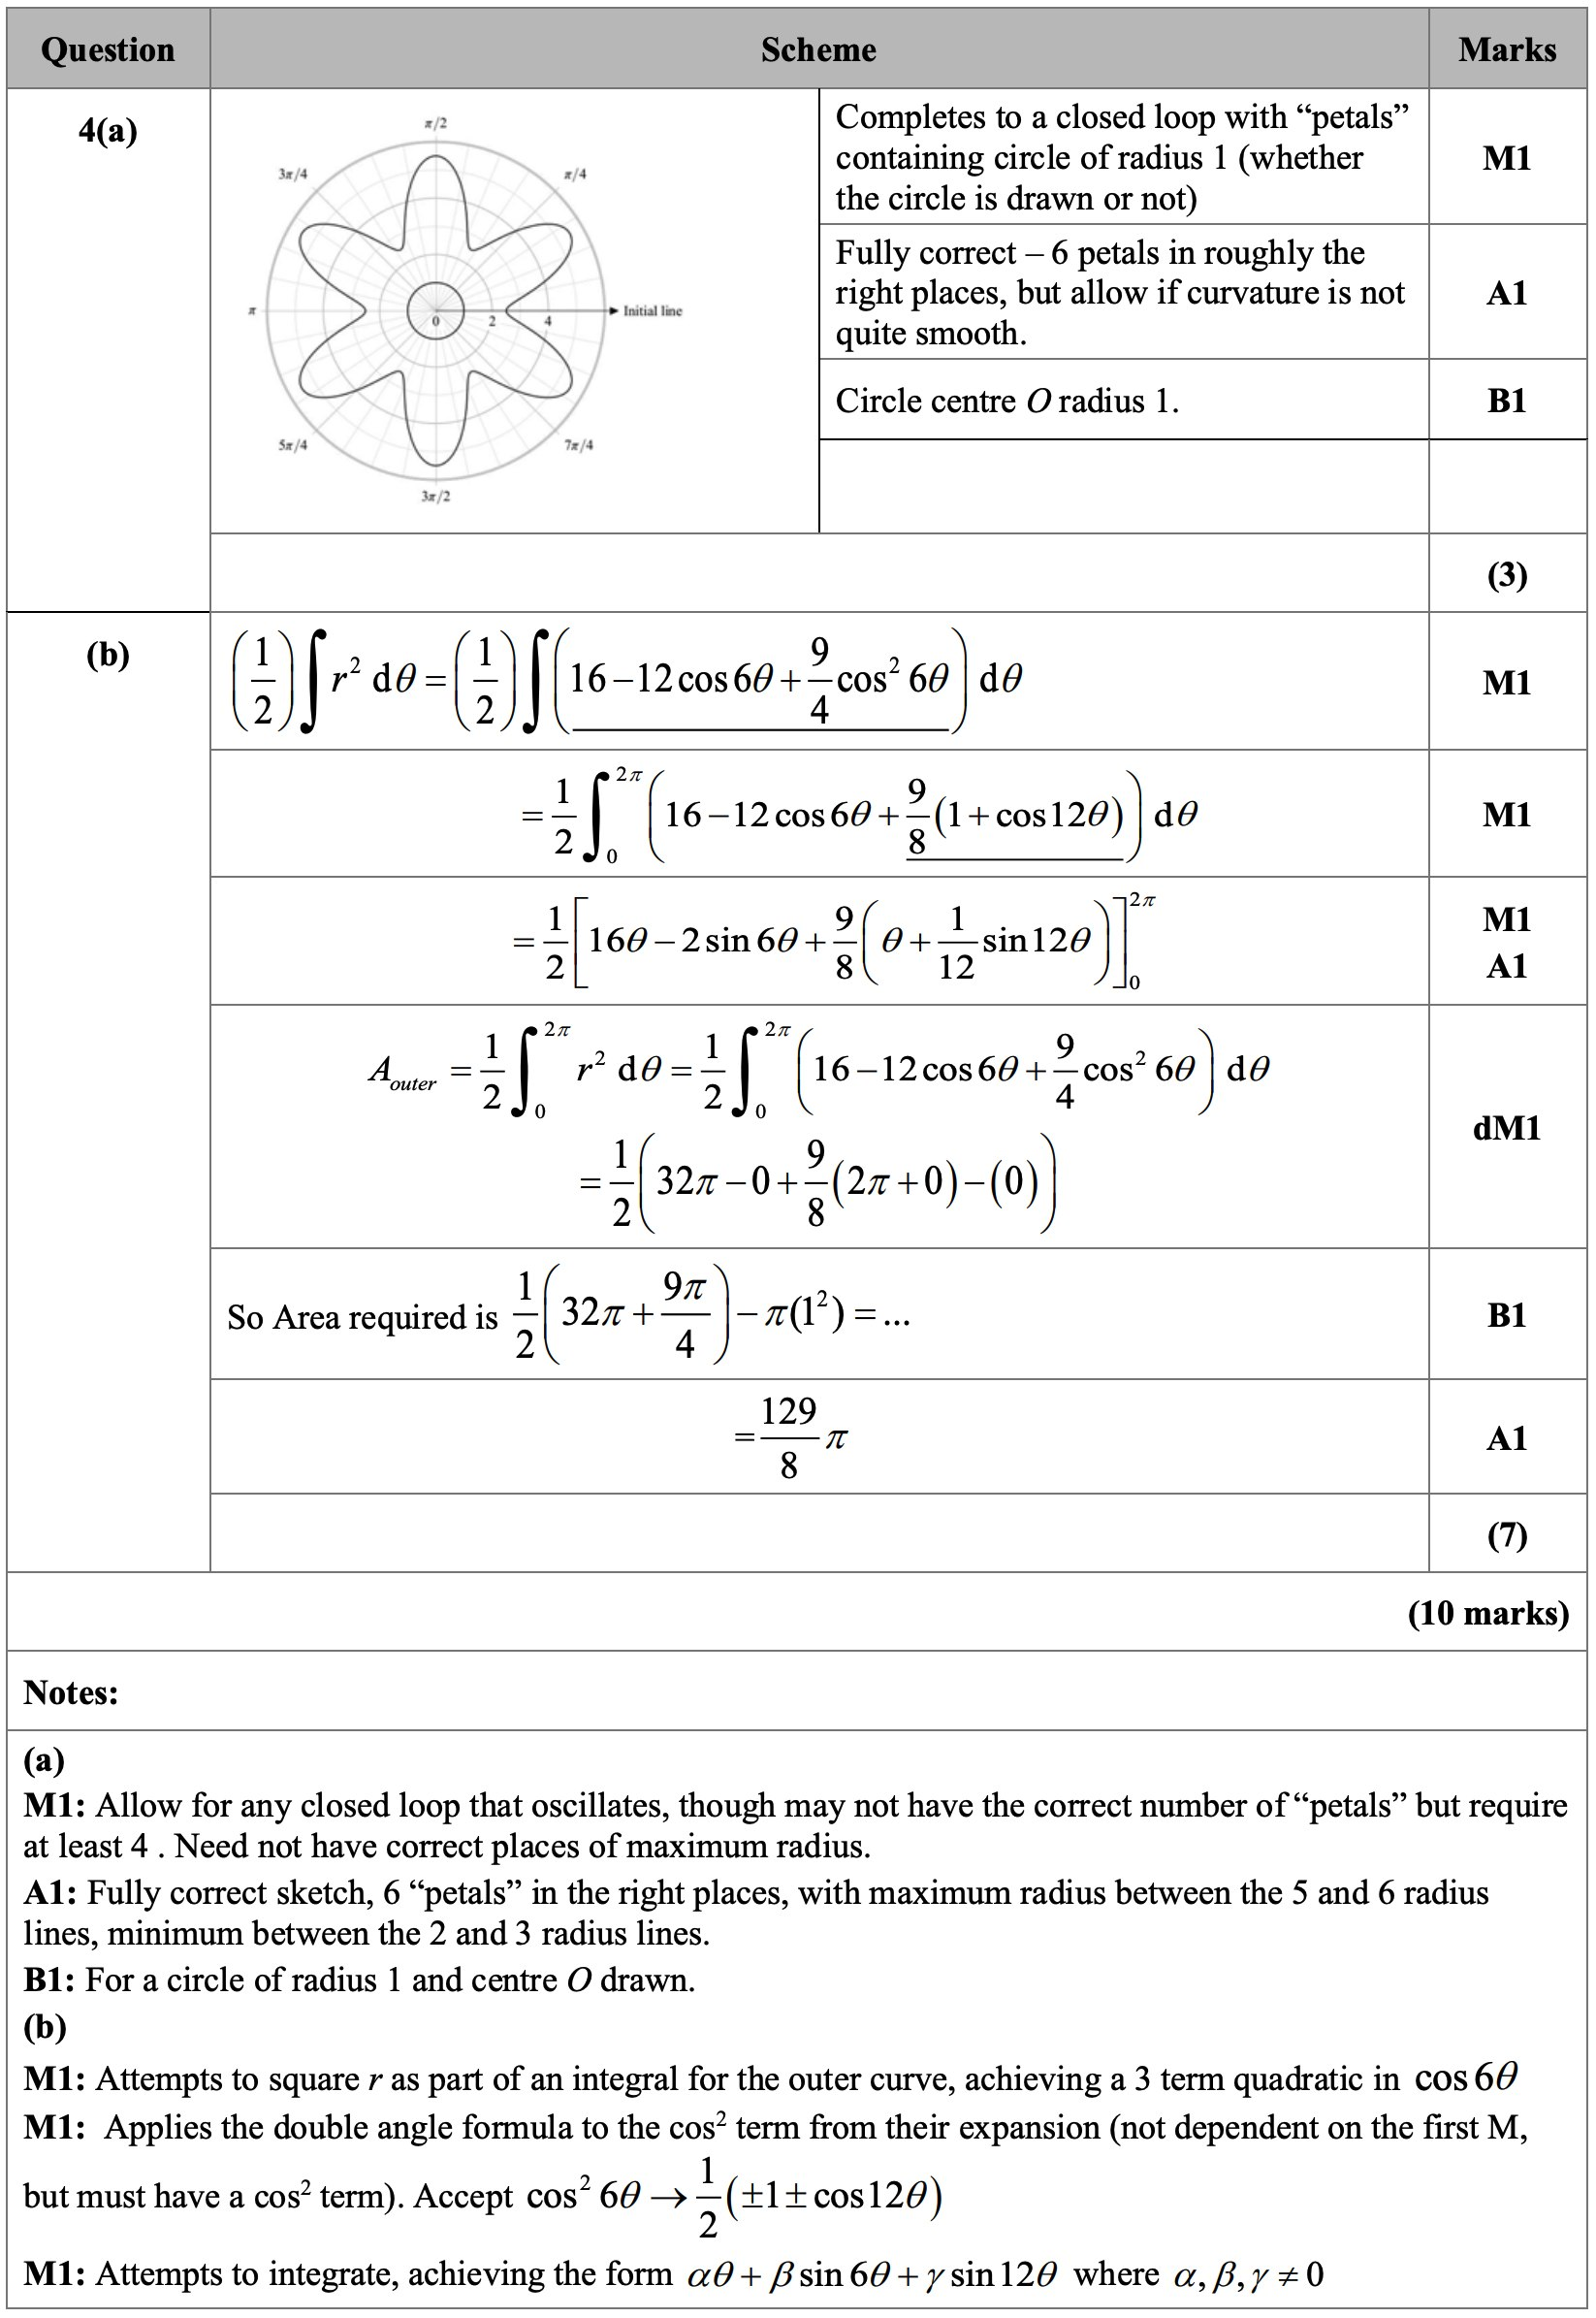 Question Scheme Marks
4(a)
π/2
3π/4 π/4
π 0 2 4 Initial line
5π/4 7π/4
3π/2
Completes to a closed loop with “petals”
containing circle of radius 1 (whether
the circle is drawn or not)
M1
Fully correct – 6 petals in roughly the
right places, but allow if curvature is not
quite smooth.
A1
Circle centre O radius 1.
B1
(3)
(b)
(1/2)∫r² dθ = (1/2)∫(16−12cos6θ+9/4 cos² 6θ) dθ
M1
=1/2∫₀^2π (16−12cos6θ+9/8(1+cos12θ)) dθ
M1
=1/2[16θ−2sin6θ+9/8(θ+1/12 sin12θ)]₀^2π
M1
A1
A_outer =1/2∫₀^2π r² dθ=1/2∫₀^2π (16−12cos6θ+9/4 cos² 6θ) dθ
=1/2(32π−0+9/8(2π+0)−(0))
dM1
So Area required is 1/2(32π+9π/4)−π(1²)=...
B1
=129/8 π
A1
(7)
(10 marks)
Notes:
(a)
M1: Allow for any closed loop that oscillates, though may not have the correct number of “petals” but require
at least 4 . Need not have correct places of maximum radius.
A1: Fully correct sketch, 6 “petals” in the right places, with maximum radius between the 5 and 6 radius
lines, minimum between the 2 and 3 radius lines.
B1: For a circle of radius 1 and centre O drawn.
(b)
M1: Attempts to square r as part of an integral for the outer curve, achieving a 3 term quadratic in cos6θ
M1: Applies the double angle formula to the cos² term from their expansion (not dependent on the first M,
but must have a cos² term). Accept cos² 6θ→1/2(±1±cos12θ)
M1: Attempts to integrate, achieving the form αθ+βsin6θ+γsin12θ where α,β,γ≠0